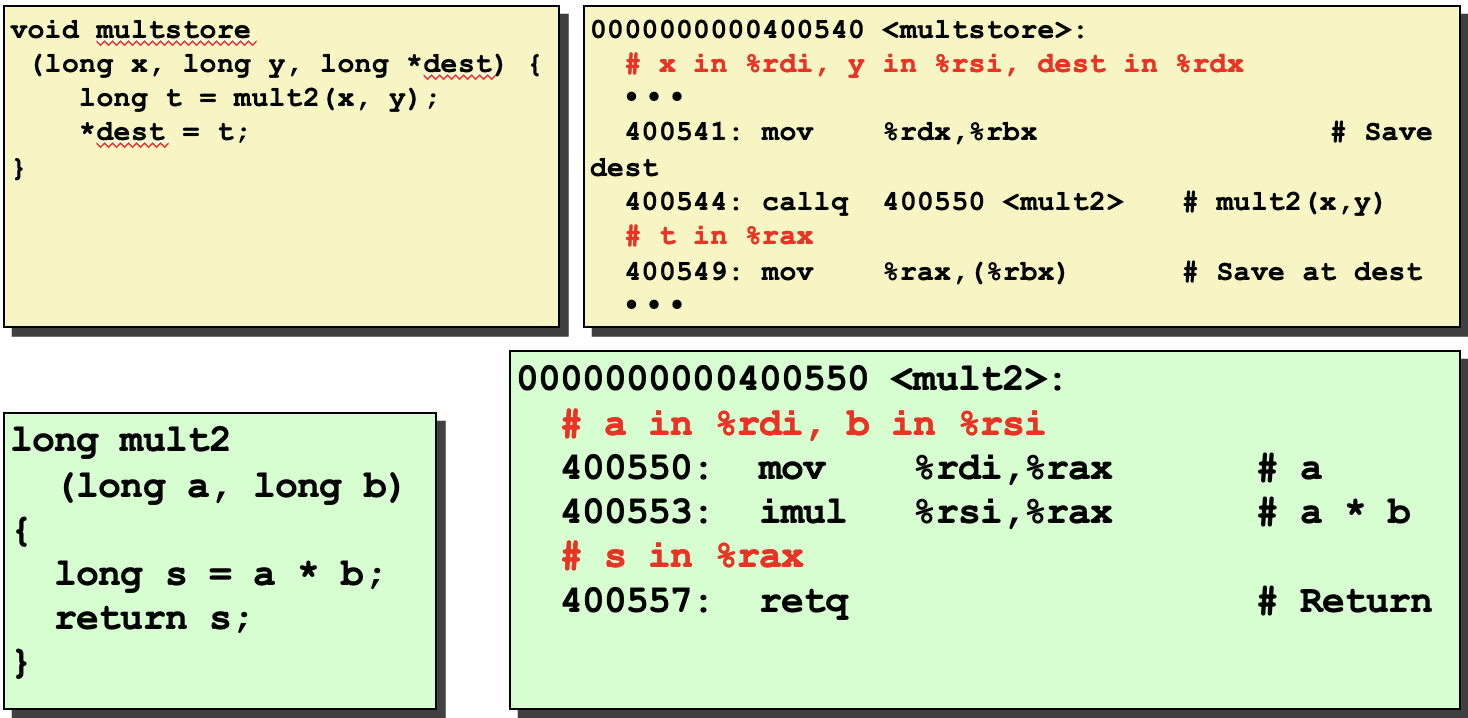 void multstore
(long x, long y, long *dest) {
long t = mult2(x, y);
*dest = t;
}
0000000000400540 <multstore>:
# x in %rdi, y in %rsi, dest in %rdx
• • •
400541: mov %rdx,%rbx # Save
dest
400544: callq 400550 <mult2> # mult2(x,y)
# t in %rax
400549: mov %rax,(%rbx) # Save at dest
• • •
long mult2
(long a, long b)
{
long s = a * b;
return s;
}
0000000000400550 <mult2>:
# a in %rdi, b in %rsi
400550: mov %rdi,%rax # a
400553: imul %rsi,%rax # a * b
# s in %rax
400557: retq # Return